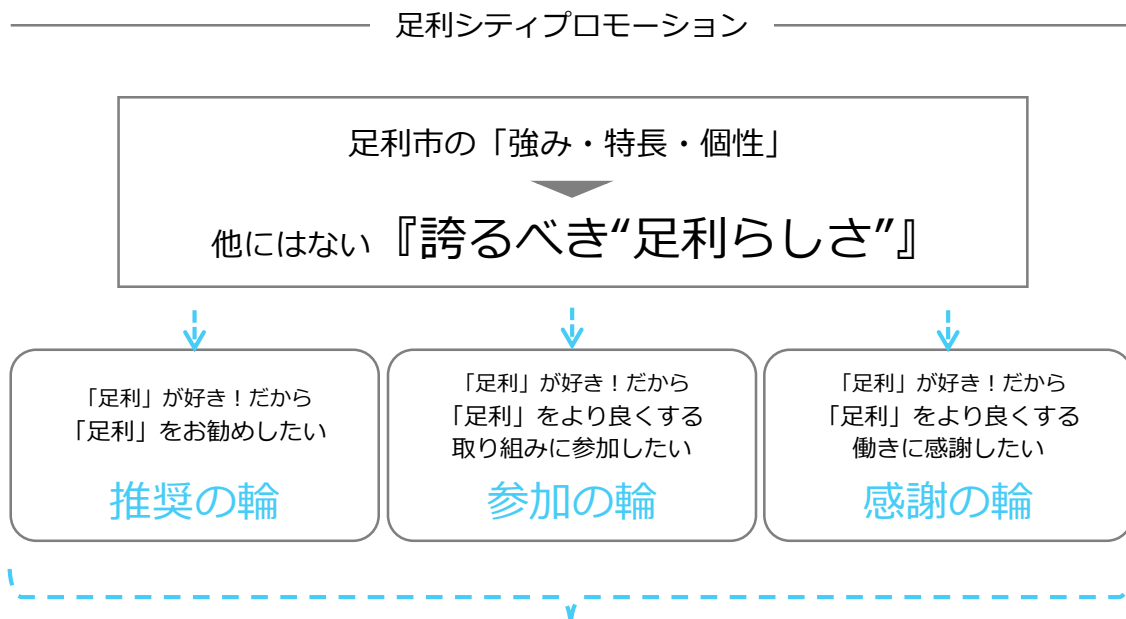 足利シティプロモーション
足利市の「強み・特長・個性」
他にはない『誇るべき“足利らしさ”』
「足利」が好き！だから
「足利」をお勧めしたい
推奨の輪
「足利」が好き！だから
「足利」をより良くする
取り組みに参加したい
参加の輪
「足利」が好き！だから
「足利」をより良くする
働きに感謝したい
感謝の輪